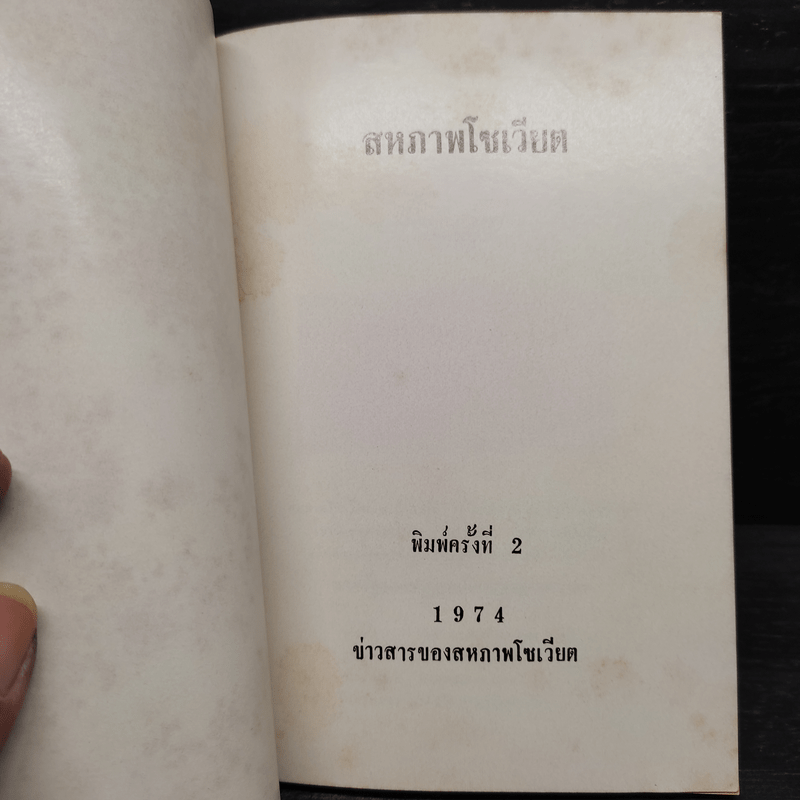 สหภาพโซเวียต
พิมพ์ครั้งที่ 2
1974
ข่าวสารของสหภาพโซเวียต